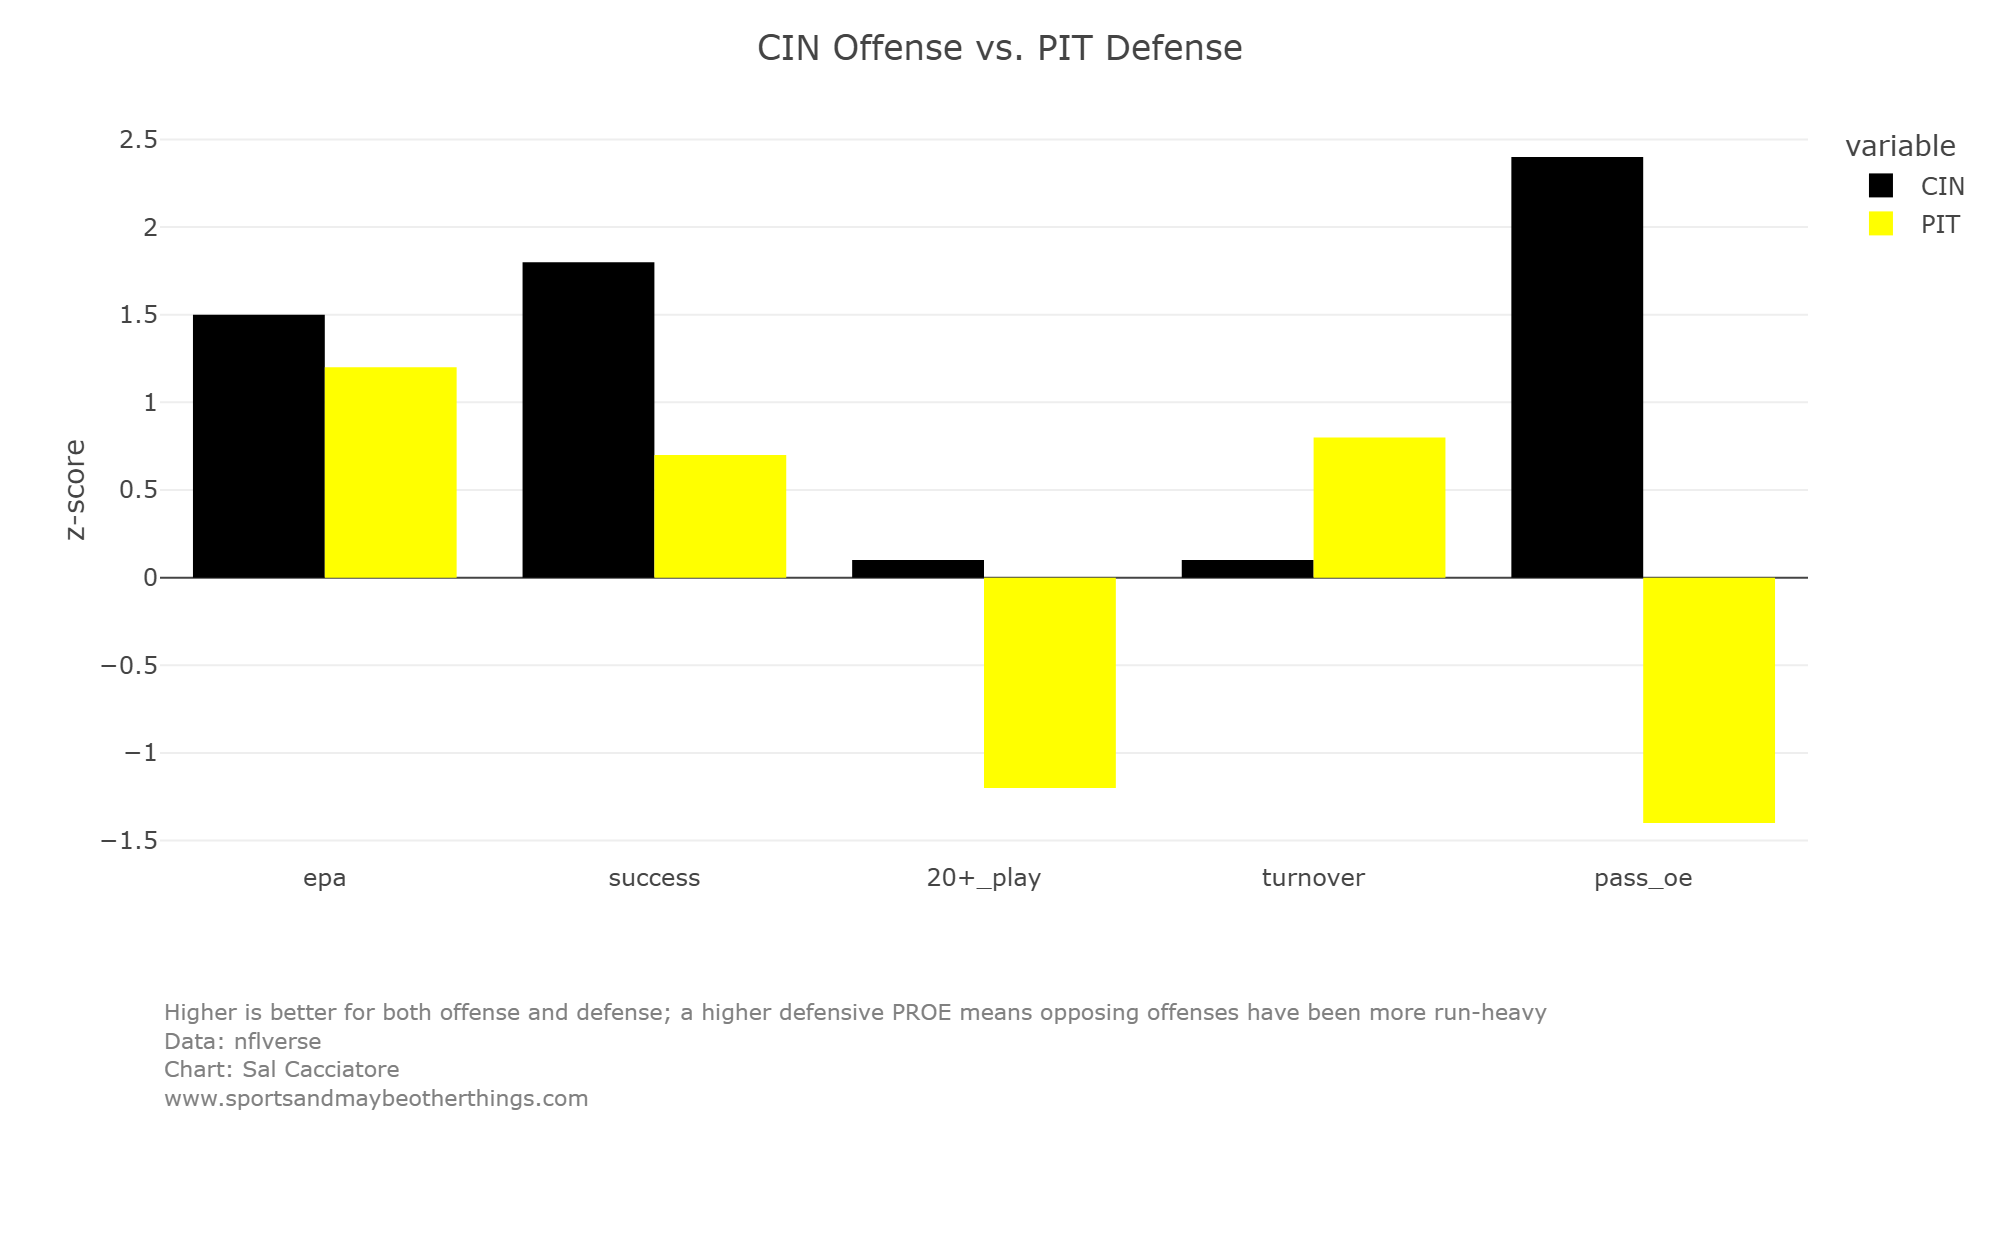 CIN Offense vs. PIT Defense
variable
CIN
PIT
z-score
2.5
2
1.5
1
0.5
0
−0.5
−1
−1.5
epa
success
20+_play
turnover
pass_oe
Higher is better for both offense and defense; a higher defensive PROE means opposing offenses have been more run-heavy
Data: nflverse
Chart: Sal Cacciatore
www.sportsandmaybeotherthings.com